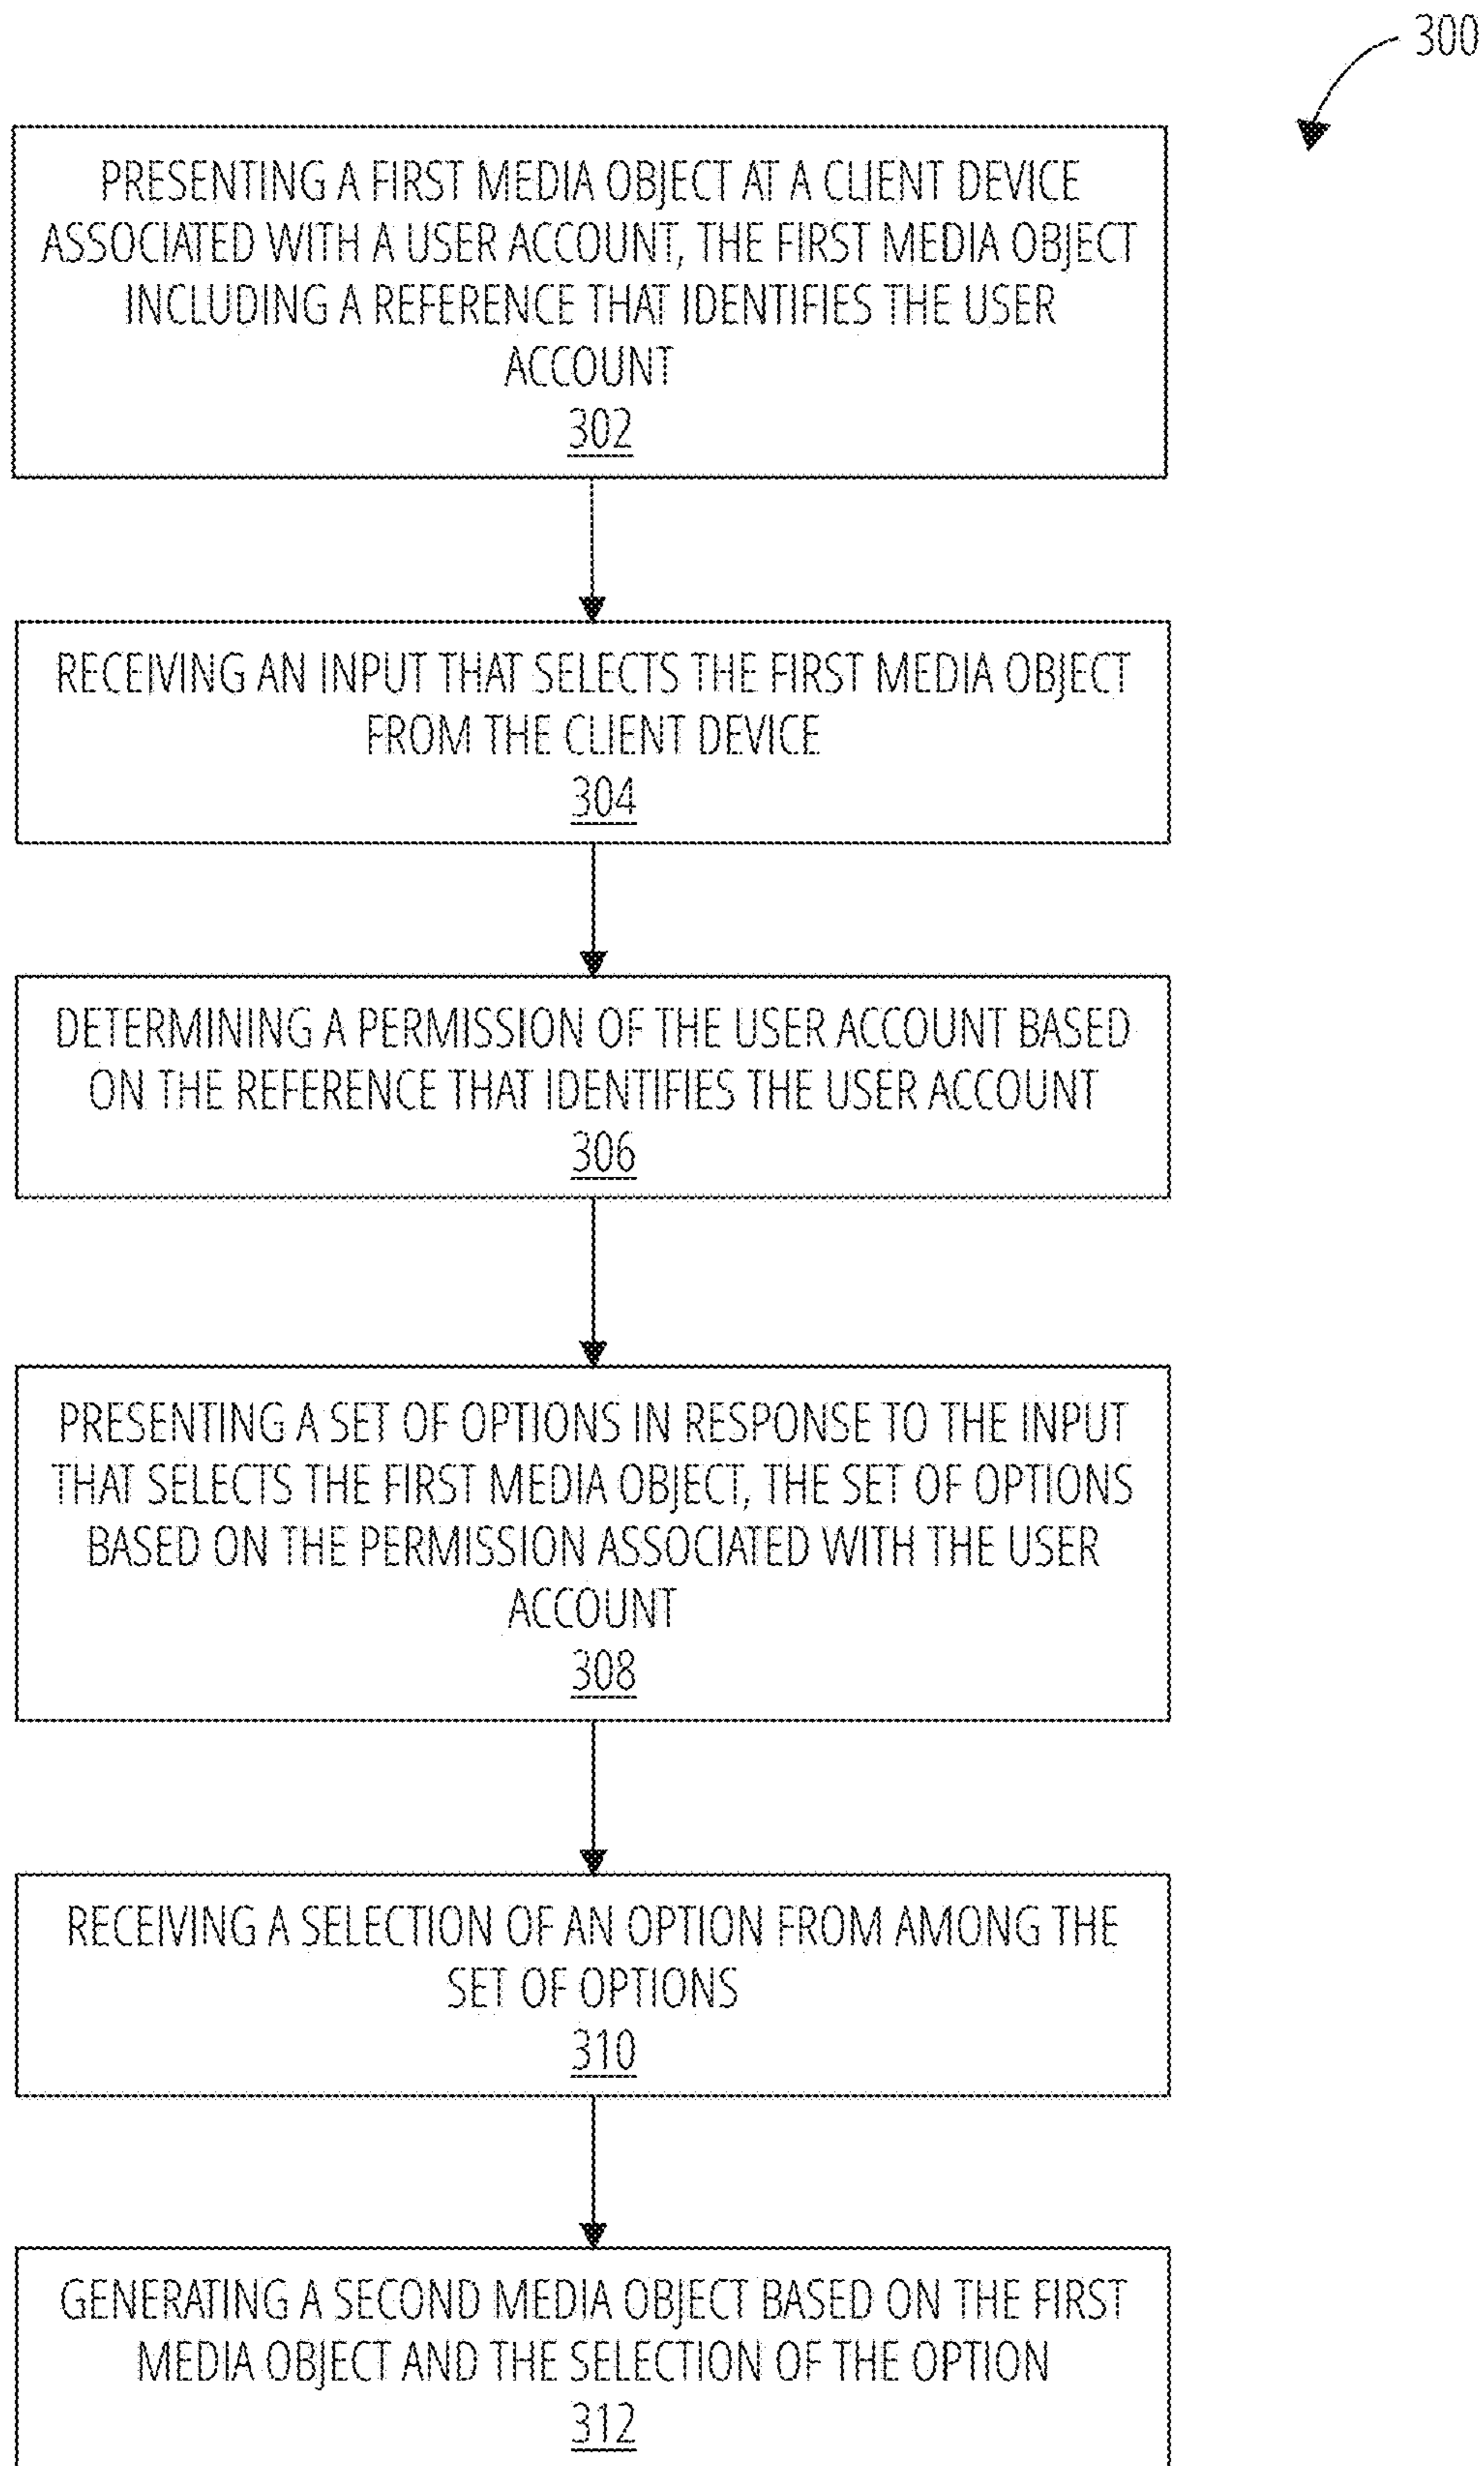 300
PRESENTING A FIRST MEDIA OBJECT AT A CLIENT DEVICE
ASSOCIATED WITH A USER ACCOUNT, THE FIRST MEDIA OBJECT
INCLUDING A REFERENCE THAT IDENTIFIES THE USER
ACCOUNT
302
RECEIVING AN INPUT THAT SELECTS THE FIRST MEDIA OBJECT
FROM THE CLIENT DEVICE
304
DETERMINING A PERMISSION OF THE USER ACCOUNT BASED
ON THE REFERENCE THAT IDENTIFIES THE USER ACCOUNT
306
PRESENTING A SET OF OPTIONS IN RESPONSE TO THE INPUT
THAT SELECTS THE FIRST MEDIA OBJECT, THE SET OF OPTIONS
BASED ON THE PERMISSION ASSOCIATED WITH THE USER
ACCOUNT
308
RECEIVING A SELECTION OF AN OPTION FROM AMONG THE
SET OF OPTIONS
310
GENERATING A SECOND MEDIA OBJECT BASED ON THE FIRST
MEDIA OBJECT AND THE SELECTION OF THE OPTION
312